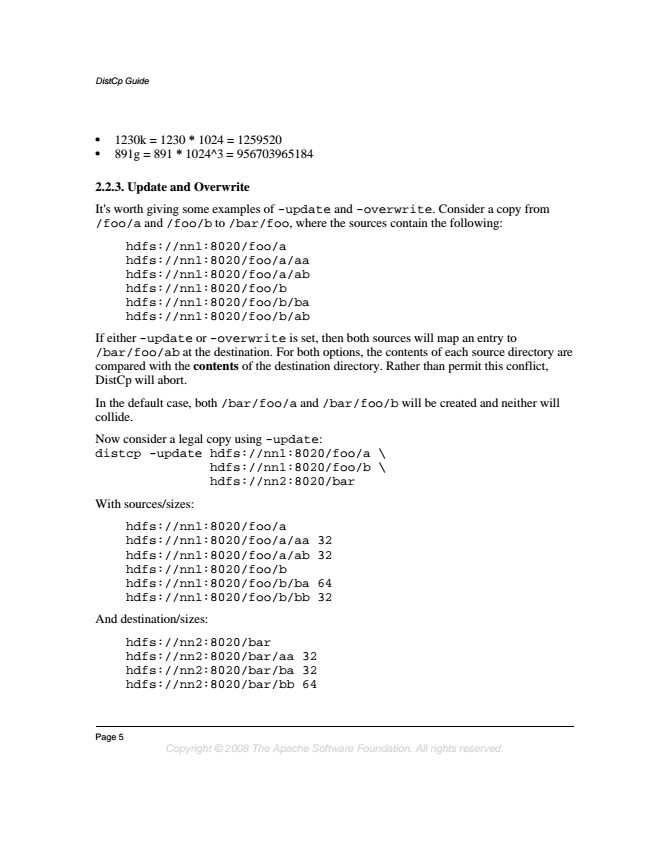 DistCp Guide
• 1230k = 1230 * 1024 = 1259520
• 891g = 891 * 1024^3 = 956703965184
2.2.3. Update and Overwrite
It's worth giving some examples of -update and -overwrite. Consider a copy from
/foo/a and /foo/b to /bar/foo, where the sources contain the following:
hdfs://nn1:8020/foo/a
hdfs://nn1:8020/foo/a/aa
hdfs://nn1:8020/foo/a/ab
hdfs://nn1:8020/foo/b
hdfs://nn1:8020/foo/b/ba
hdfs://nn1:8020/foo/b/ab
If either -update or -overwrite is set, then both sources will map an entry to
/bar/foo/ab at the destination. For both options, the contents of each source directory are
compared with the contents of the destination directory. Rather than permit this conflict,
DistCp will abort.
In the default case, both /bar/foo/a and /bar/foo/b will be created and neither will
collide.
Now consider a legal copy using -update:
distcp -update hdfs://nn1:8020/foo/a \
hdfs://nn1:8020/foo/b \
hdfs://nn2:8020/bar
With sources/sizes:
hdfs://nn1:8020/foo/a
hdfs://nn1:8020/foo/a/aa 32
hdfs://nn1:8020/foo/a/ab 32
hdfs://nn1:8020/foo/b
hdfs://nn1:8020/foo/b/ba 64
hdfs://nn1:8020/foo/b/bb 32
And destination/sizes:
hdfs://nn2:8020/bar
hdfs://nn2:8020/bar/aa 32
hdfs://nn2:8020/bar/ba 32
hdfs://nn2:8020/bar/bb 64
Page 5
Copyright © 2008 The Apache Software Foundation. All rights reserved.